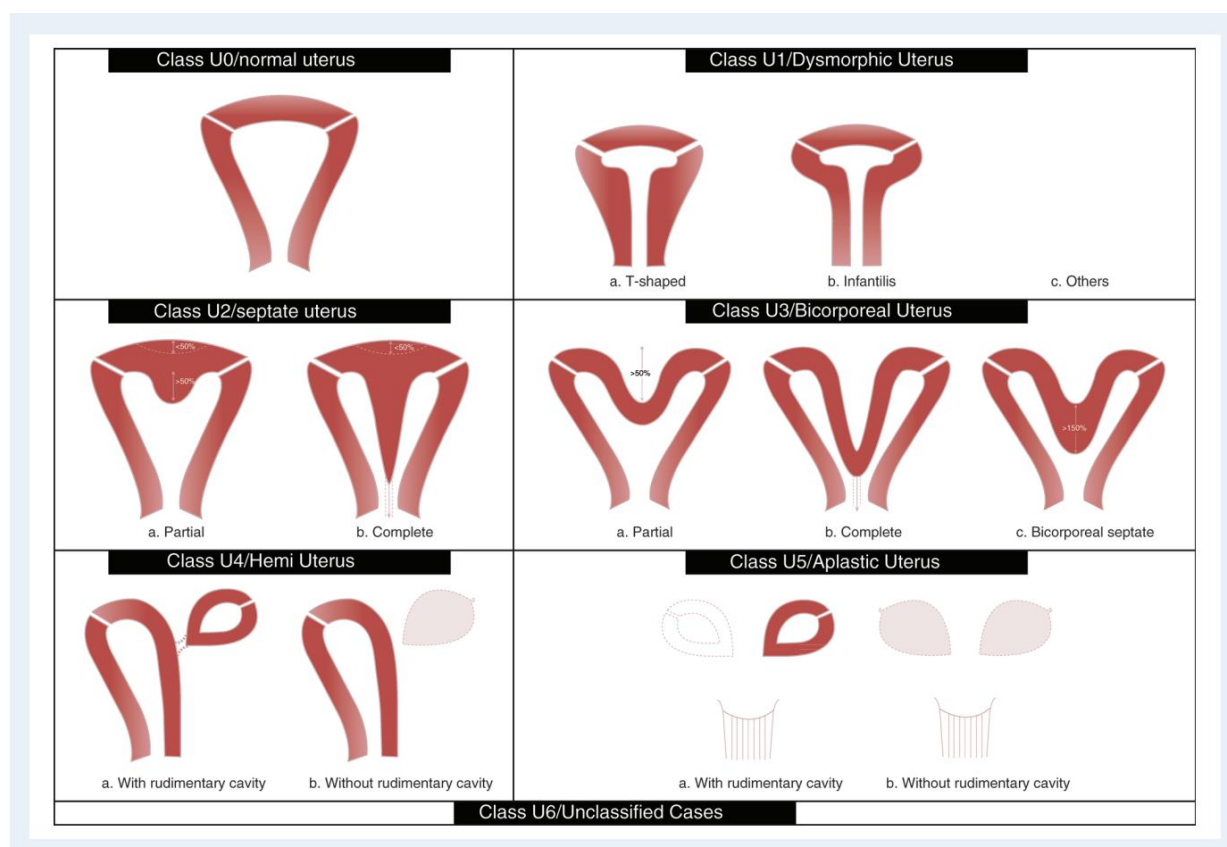 Class U0/normal uterus
Class U1/Dysmorphic Uterus
a. T-shaped
b. Infantilis
c. Others
Class U2/septate uterus
<50%
>50%
<50%
a. Partial
b. Complete
Class U3/Bicorporeal Uterus
>50%
>150%
a. Partial
b. Complete
c. Bicorporeal septate
Class U4/Hemi Uterus
a. With rudimentary cavity
b. Without rudimentary cavity
Class U5/Aplastic Uterus
a. With rudimentary cavity
b. Without rudimentary cavity
Class U6/Unclassified Cases